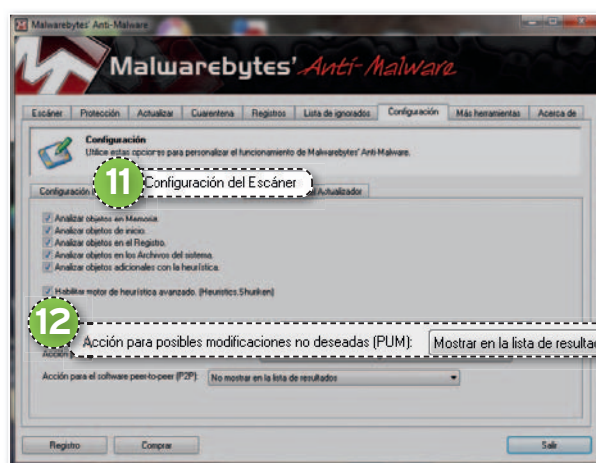 Malwarebytes' Anti-Malware
Malwarebytes' Anti-Malware
Escáner Protección Actualizar Cuarentena Registros Lista de ignorados Configuración Más herramientas Acerca de
Configuración
Utilice estas opciones para personalizar el funcionamiento de Malwarebytes' Anti-Malware.
Configuración
11
Configuración del Escáner
Actualizador
Analizar objetos en Memoria.
Analizar objetos de inicio.
Analizar objetos en el Registro.
Analizar objetos en los Archivos del sistema.
Analizar objetos adicionales con la heurística.
Habilitar motor de heurística avanzado. (Heuristics.Shuriken)
12
Acción para posibles modificaciones no deseadas (PUM): Mostrar en la lista de resultad
Acción para el software peer-to-peer (P2P): No mostrar en la lista de resultados
Registro Comprar Salir